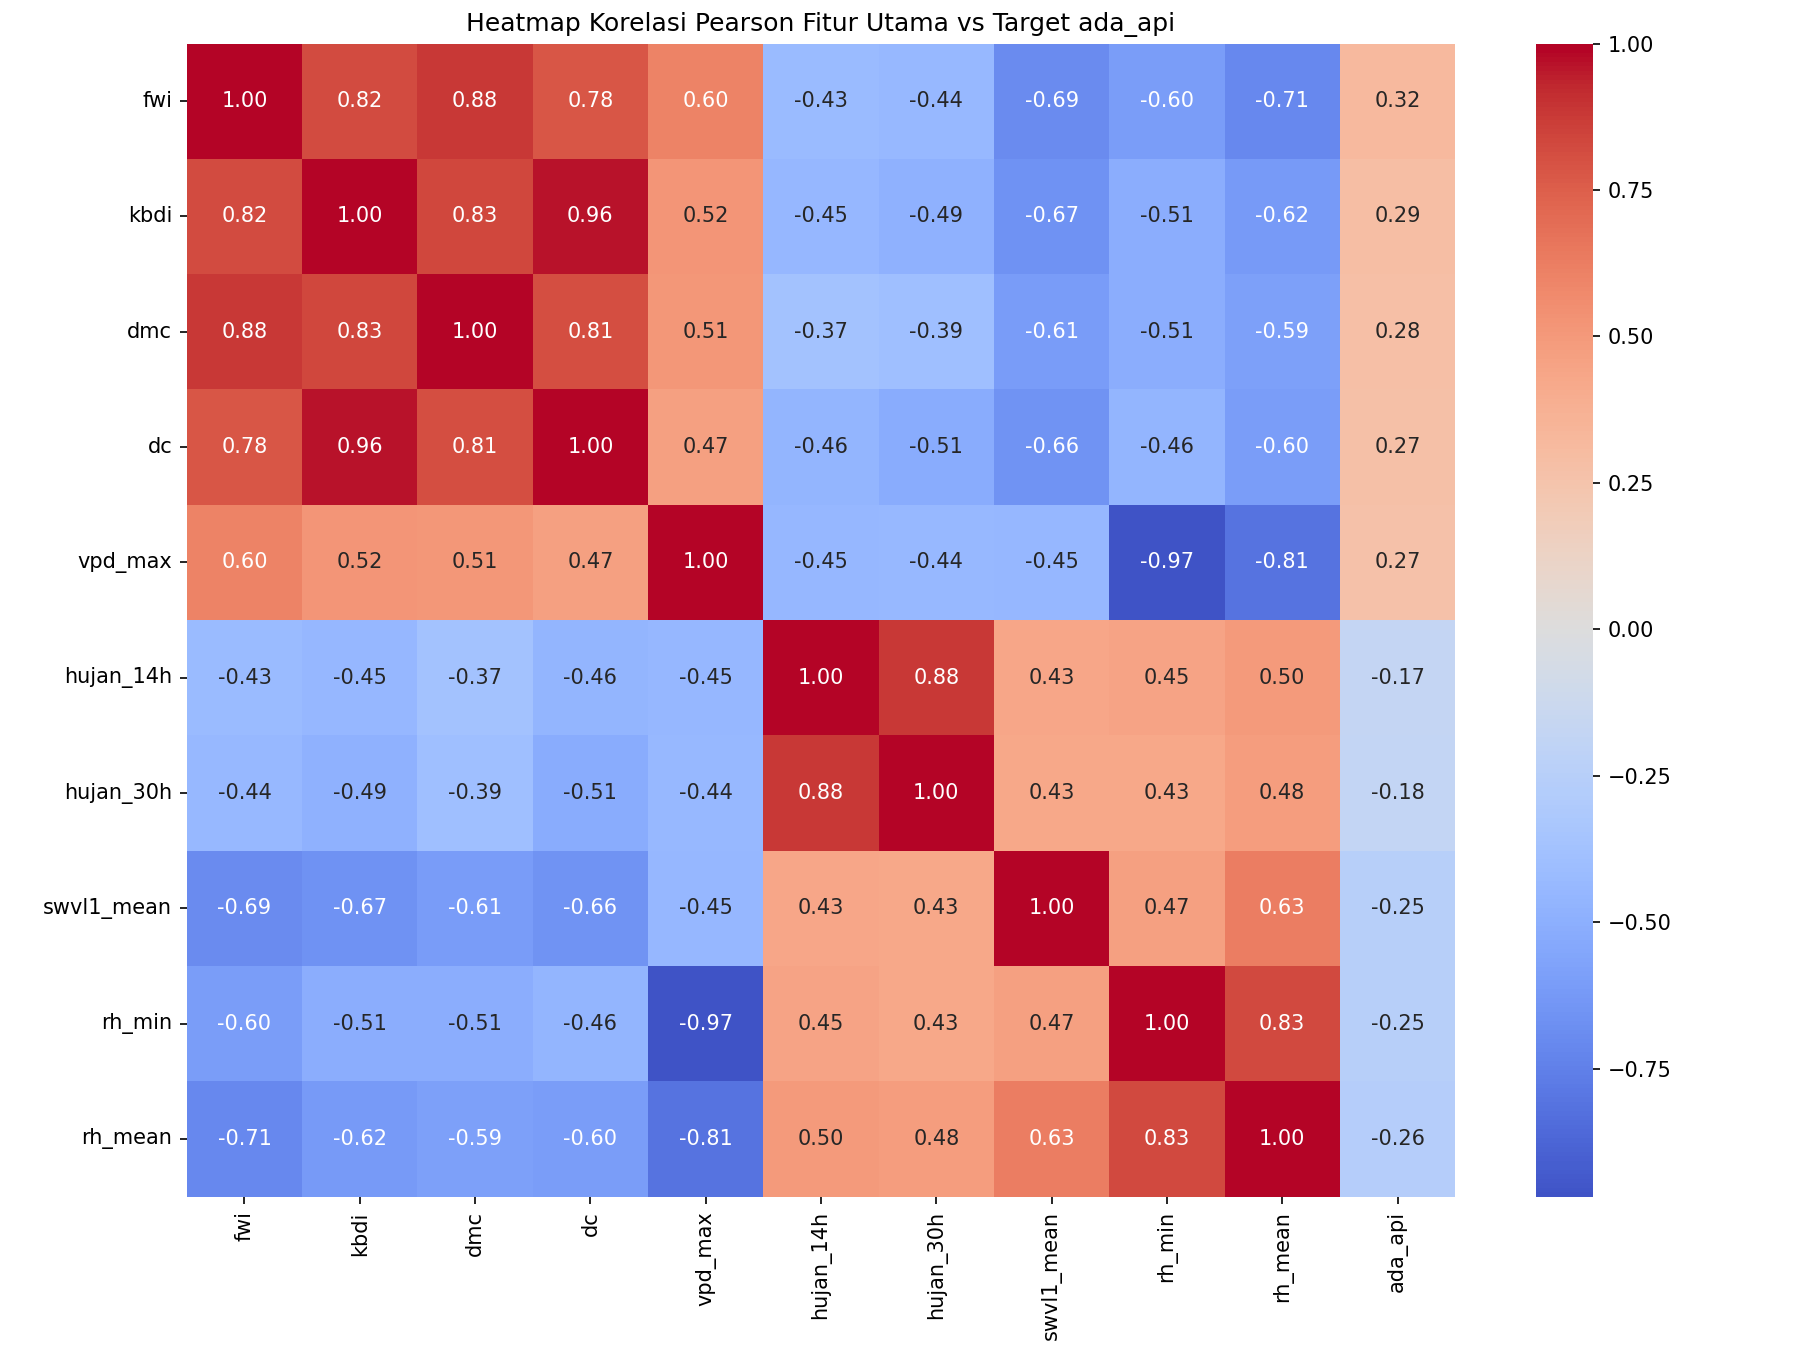 Heatmap Korelasi Pearson Fitur Utama vs Target ada_api
fwi 1.00 0.82 0.88 0.78 0.60 -0.43 -0.44 -0.69 -0.60 -0.71 0.32
kbdi 0.82 1.00 0.83 0.96 0.52 -0.45 -0.49 -0.67 -0.51 -0.62 0.29
dmc 0.88 0.83 1.00 0.81 0.51 -0.37 -0.39 -0.61 -0.51 -0.59 0.28
dc 0.78 0.96 0.81 1.00 0.47 -0.46 -0.51 -0.66 -0.46 -0.60 0.27
vpd_max 0.60 0.52 0.51 0.47 1.00 -0.45 -0.44 -0.45 -0.97 -0.81 0.27
hujan_14h -0.43 -0.45 -0.37 -0.46 -0.45 1.00 0.88 0.43 0.45 0.50 -0.17
hujan_30h -0.44 -0.49 -0.39 -0.51 -0.44 0.88 1.00 0.43 0.43 0.48 -0.18
swvl1_mean -0.69 -0.67 -0.61 -0.66 -0.45 0.43 0.43 1.00 0.47 0.63 -0.25
rh_min -0.60 -0.51 -0.51 -0.46 -0.97 0.45 0.43 0.47 1.00 0.83 -0.25
rh_mean -0.71 -0.62 -0.59 -0.60 -0.81 0.50 0.48 0.63 0.83 1.00 -0.26
fwi kbdi dmc dc vpd_max hujan_14h hujan_30h swvl1_mean rh_min rh_mean ada_api
1.00
0.75
0.50
0.25
0.00
−0.25
−0.50
−0.75